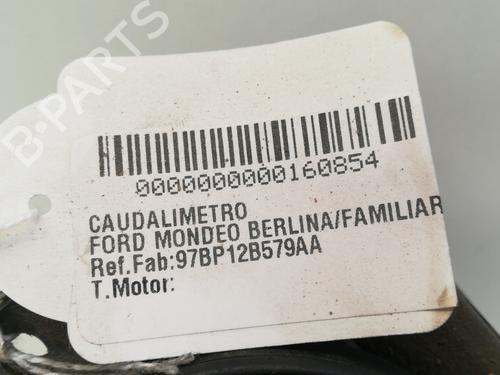 B-PARTS
0000000000160854
CAUDALIMETRO
FORD MONDEO BERLINA/FAMILIAR
Ref.Fab:97BP12B579AA
T.Motor: